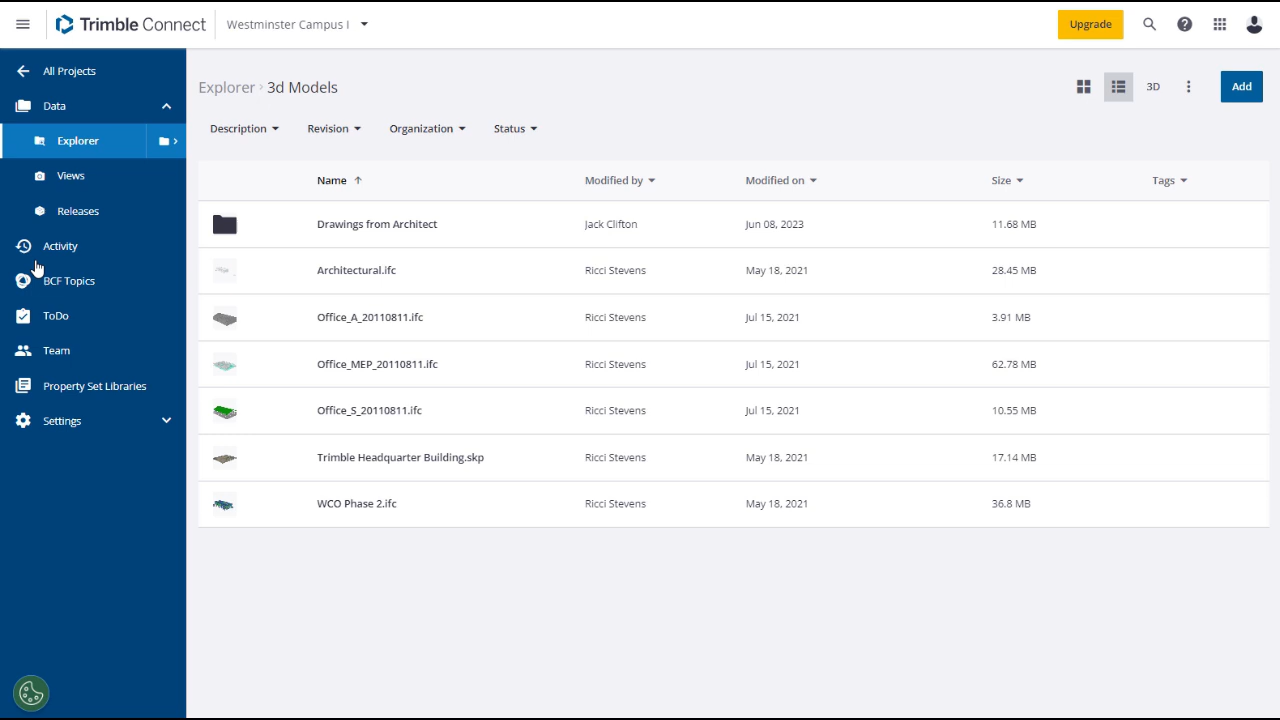 Trimble Connect
Westminster Campus I
Upgrade
All Projects
Data
Explorer
Views
Releases
Activity
BCF Topics
ToDo
Team
Property Set Libraries
Settings
Explorer › 3d Models
3D
Add
Description Revision Organization Status
Name Modified by Modified on Size Tags
Drawings from Architect Jack Clifton Jun 08, 2023 11.68 MB
Architectural.ifc Ricci Stevens May 18, 2021 28.45 MB
Office_A_20110811.ifc Ricci Stevens Jul 15, 2021 3.91 MB
Office_MEP_20110811.ifc Ricci Stevens Jul 15, 2021 62.78 MB
Office_S_20110811.ifc Ricci Stevens Jul 15, 2021 10.55 MB
Trimble Headquarter Building.skp Ricci Stevens May 18, 2021 17.14 MB
WCO Phase 2.ifc Ricci Stevens May 18, 2021 36.8 MB